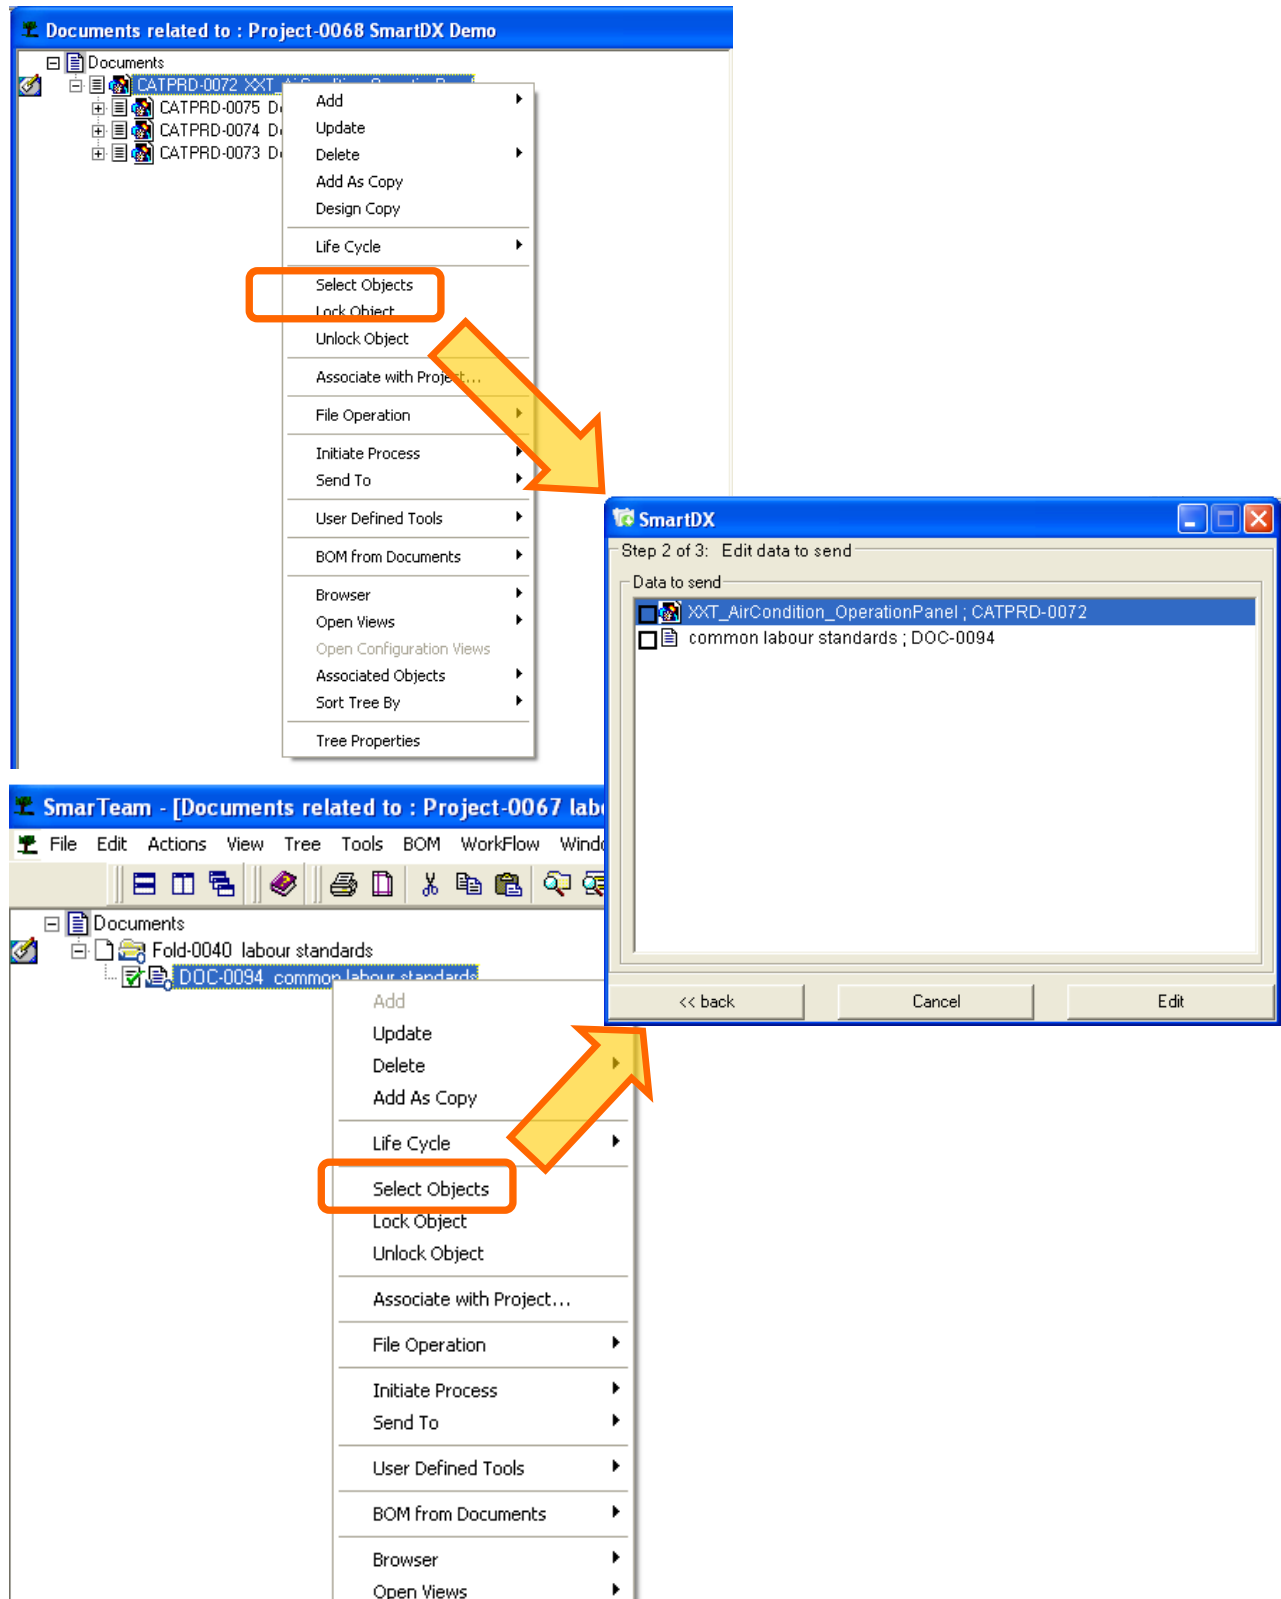 Documents related to : Project-0068 SmartDX Demo
Documents
CATPRD-0072 XXT_AirCondition_OperationPanel
CATPRD-0075 D
CATPRD-0074 D
CATPRD-0073 D
Add
Update
Delete
Add As Copy
Design Copy
Life Cycle
Select Objects
Lock Object
Unlock Object
Associate with Project...
File Operation
Initiate Process
Send To
User Defined Tools
BOM from Documents
Browser
Open Views
Open Configuration Views
Associated Objects
Sort Tree By
Tree Properties
SmartDX
Step 2 of 3: Edit data to send
Data to send
XXT_AirCondition_OperationPanel ; CATPRD-0072
common labour standards ; DOC-0094
<< back Cancel Edit
SmarTeam - [Documents related to : Project-0067 labo
File Edit Actions View Tree Tools BOM WorkFlow Windo
Documents
Fold-0040 labour standards
DOC-0094 common labour standards
Add
Update
Delete
Add As Copy
Life Cycle
Select Objects
Lock Object
Unlock Object
Associate with Project...
File Operation
Initiate Process
Send To
User Defined Tools
BOM from Documents
Browser
Open Views